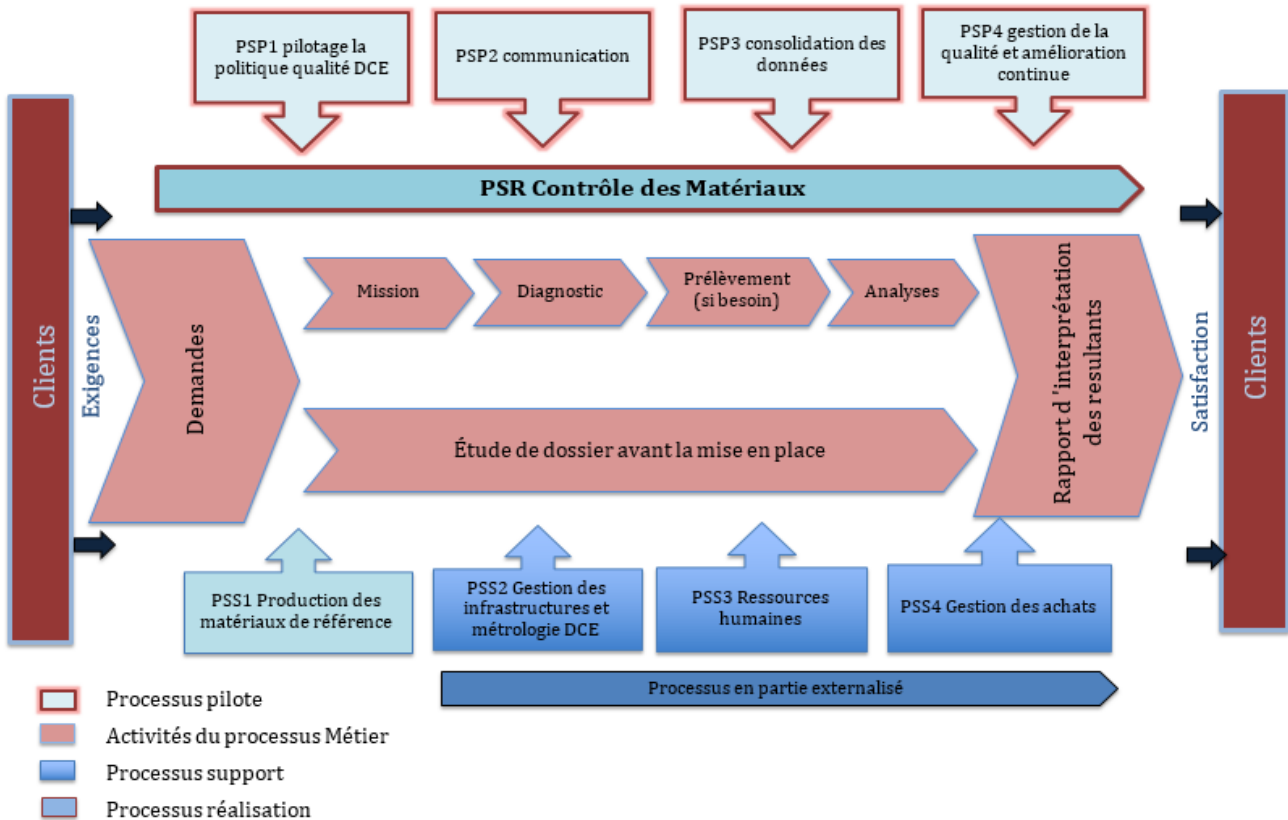 PSP1 pilotage la
politique qualité DCE
PSP2 communication
PSP3 consolidation des
données
PSP4 gestion de la
qualité et amélioration
continue
PSR Contrôle des Matériaux
Clients
Exigences
Demandes
Mission
Diagnostic
Prélèvement
(si besoin)
Analyses
Étude de dossier avant la mise en place
Rapport d 'interprétation
des resultants
Satisfaction
Clients
PSS1 Production des
matériaux de référence
PSS2 Gestion des
infrastructures et
métrologie DCE
PSS3 Ressources
humaines
PSS4 Gestion des achats
Processus en partie externalisé
Processus pilote
Activités du processus Métier
Processus support
Processus réalisation